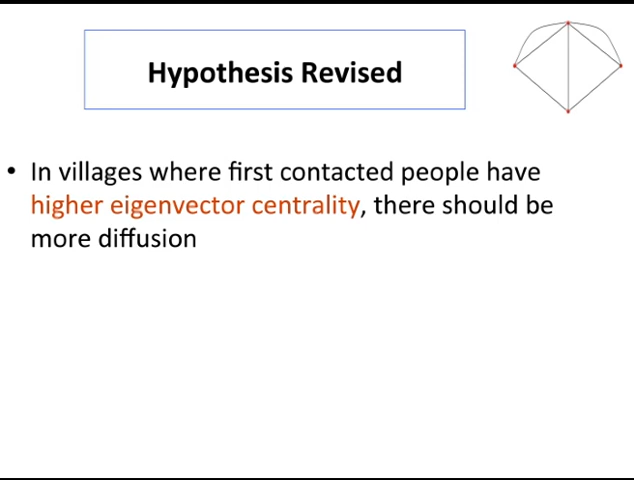 Hypothesis Revised
• In villages where first contacted people have
higher eigenvector centrality, there should be
more diffusion